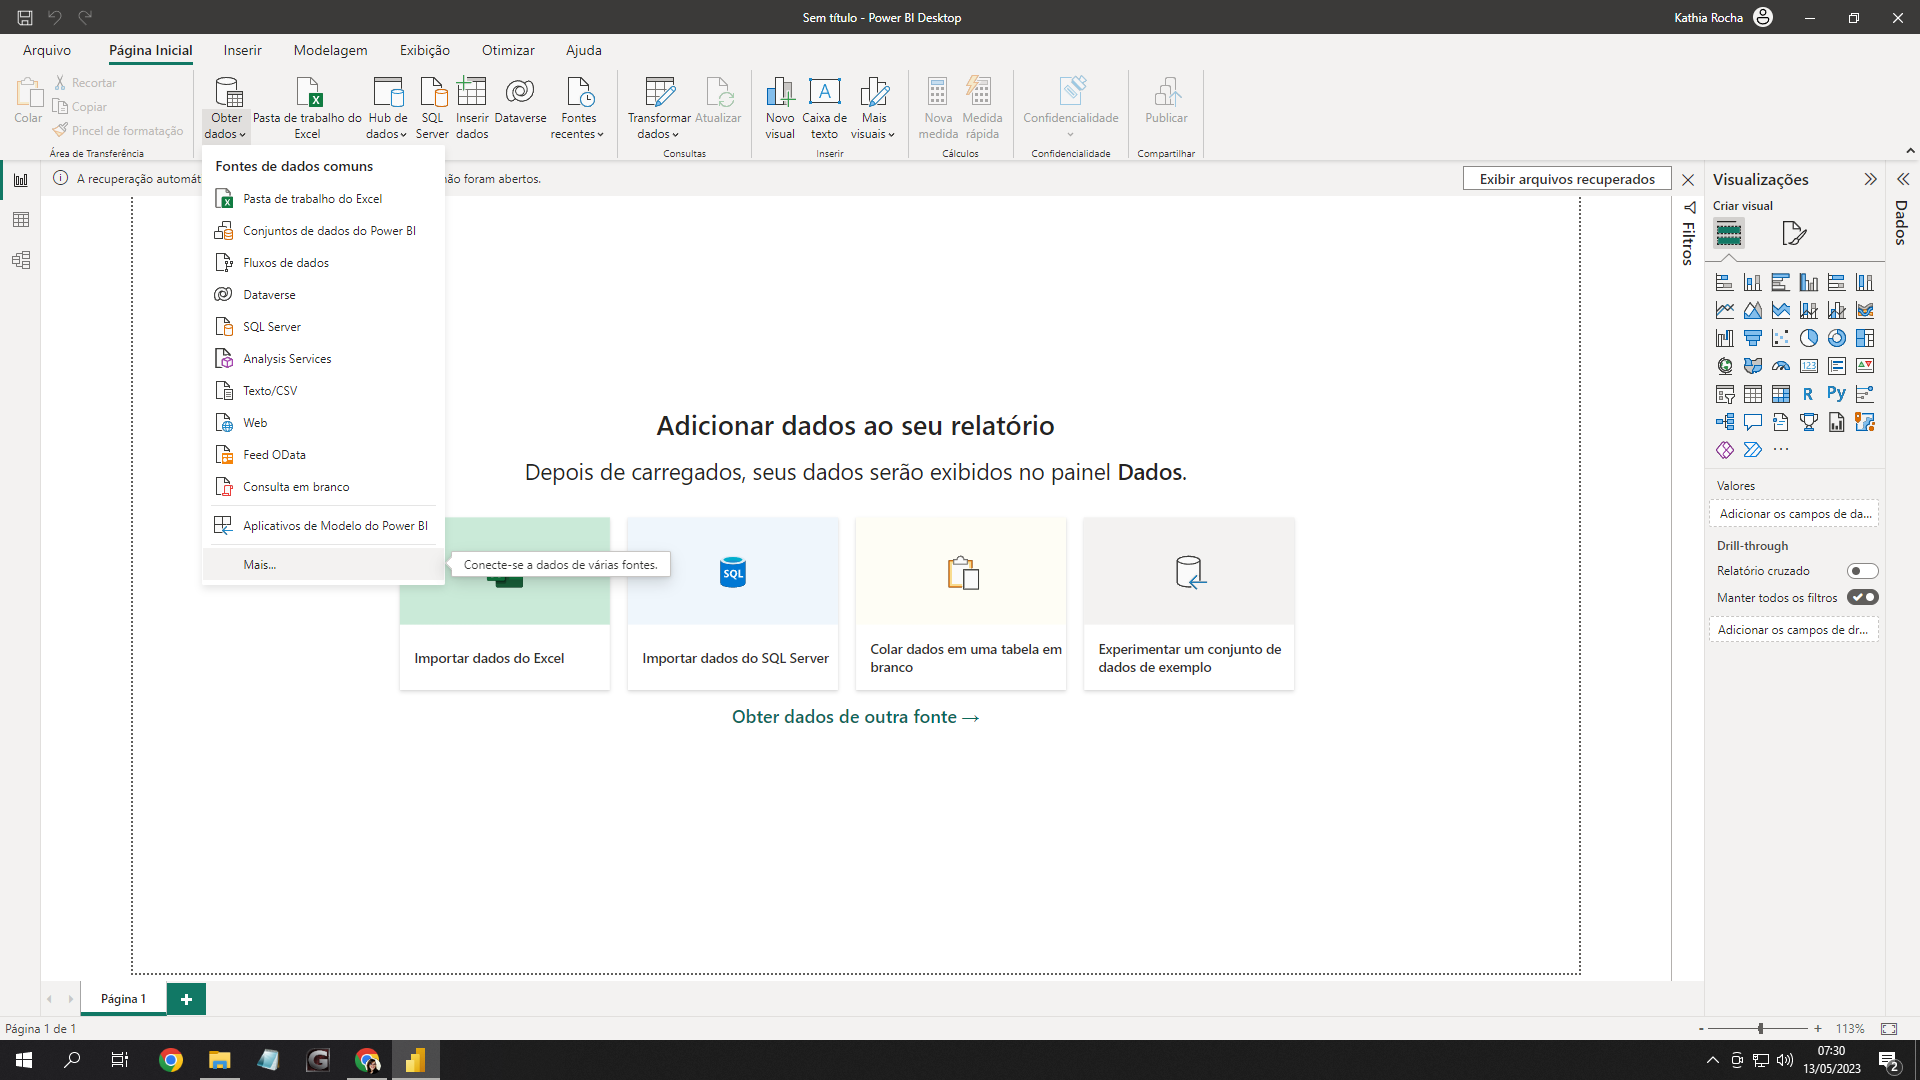 Sem título - Power BI Desktop
Kathia Rocha
Arquivo
Página Inicial
Inserir
Modelagem
Exibição
Otimizar
Ajuda
Colar
Recortar
Copiar
Pincel de formatação
Área de Transferência
Obter
dados
Pasta de trabalho do
Excel
Hub de
dados
SQL
Server
Inserir
dados
Dataverse
Fontes
recentes
Transformar
dados
Atualizar
Consultas
Novo
visual
Caixa de
texto
Mais
visuais
Inserir
Nova
medida
Medida
rápida
Cálculos
Confidencialidade
Confidencialidade
Publicar
Compartilhar
A recuperação automát
não foram abertos.
Exibir arquivos recuperados
Fontes de dados comuns
Pasta de trabalho do Excel
Conjuntos de dados do Power BI
Fluxos de dados
Dataverse
SQL Server
Analysis Services
Texto/CSV
Web
Feed OData
Consulta em branco
Aplicativos de Modelo do Power BI
Mais...
Conecte-se a dados de várias fontes.
Adicionar dados ao seu relatório
Depois de carregados, seus dados serão exibidos no painel Dados.
SQL
Importar dados do Excel
Importar dados do SQL Server
Colar dados em uma tabela em
branco
Experimentar um conjunto de
dados de exemplo
Obter dados de outra fonte →
Filtros
Visualizações
Criar visual
123
R
Py
...
Valores
Adicionar os campos de da...
Drill-through
Relatório cruzado
Manter todos os filtros
Adicionar os campos de dr...
Dados
Página 1
+
Página 1 de 1
- + 113%
07:30
13/05/2023
2